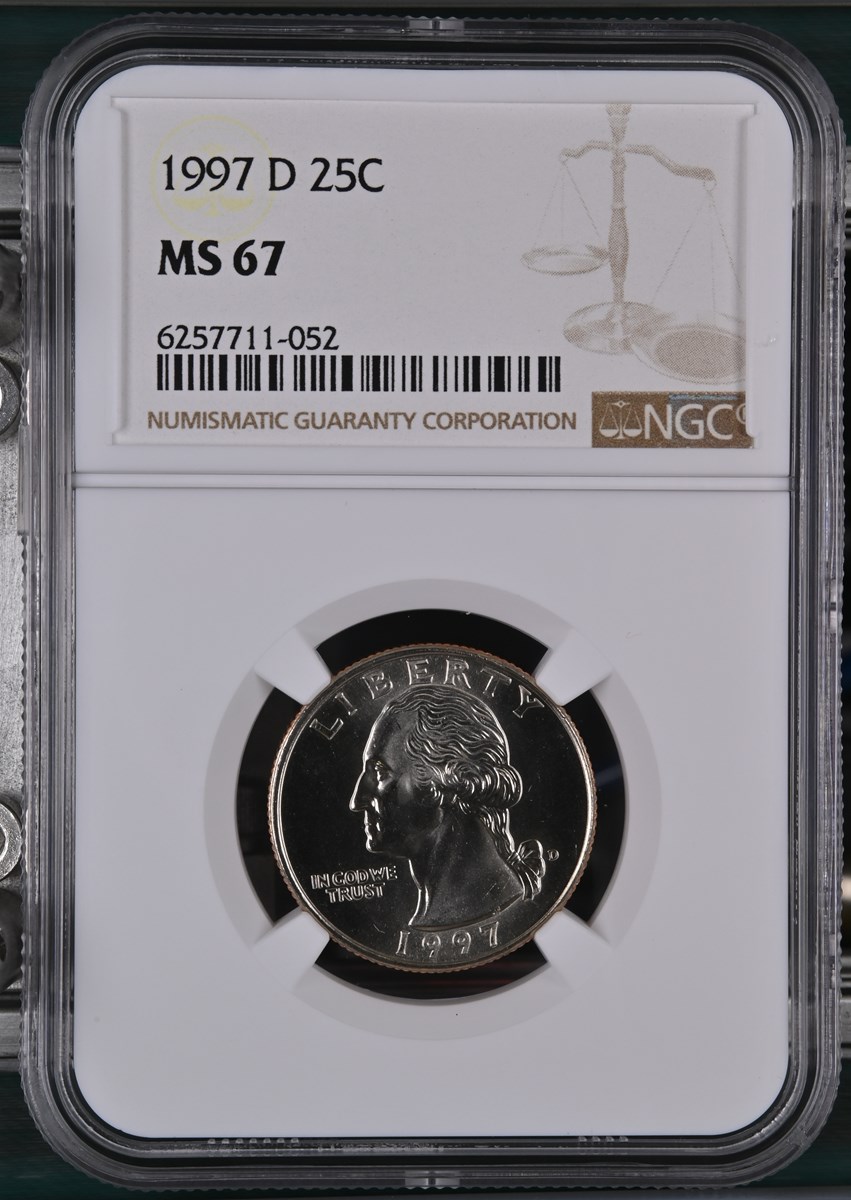 1997 D 25C
MS 67
6257711-052
NUMISMATIC GUARANTY CORPORATION
NGC
LIBERTY
IN GOD WE
TRUST
D
1997